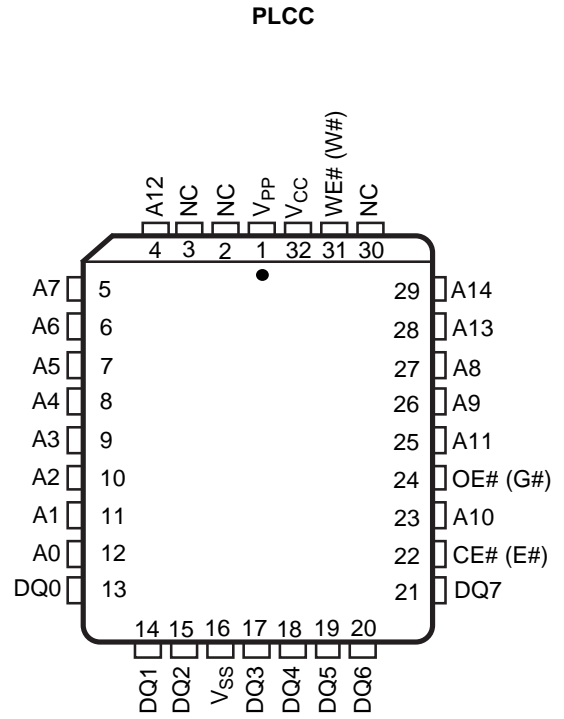 PLCC
A12 NC NC VPP VCC WE# (W#) NC
4 3 2 1 32 31 30
A7 5 29 A14
A6 6 28 A13
A5 7 27 A8
A4 8 26 A9
A3 9 25 A11
A2 10 24 OE# (G#)
A1 11 23 A10
A0 12 22 CE# (E#)
DQ0 13 21 DQ7
14 15 16 17 18 19 20
DQ1 DQ2 VSS DQ3 DQ4 DQ5 DQ6